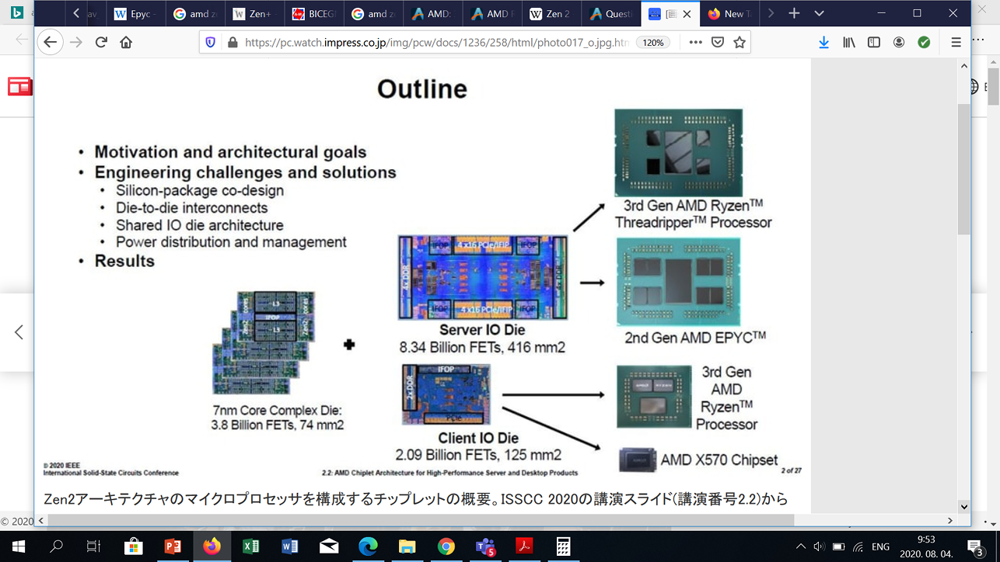 av
Epyc -
amd z
Zen+ -
BICEG
amd z
AMD:
AMD R
Zen 2
Quest
New T
https://pc.watch.impress.co.jp/img/pcw/docs/1236/258/html/photo017_o.jpg.htm
120%
Outline
• Motivation and architectural goals
• Engineering challenges and solutions
• Silicon-package co-design
• Die-to-die interconnects
• Shared IO die architecture
• Power distribution and management
• Results
3rd Gen AMD Ryzen™
Threadripper™ Processor
IFOP
4 x16 PCIe/IFIP
IFOP
4x DDR
4x DDR
IFOP
4 x16 PCIe/IFIP
IFOP
Server IO Die
8.34 Billion FETs, 416 mm2
2nd Gen AMD EPYC™
Zen2 cores
L3
IFOP
L3
Zen2 cores
7nm Core Complex Die:
3.8 Billion FETs, 74 mm2
IFOP
2x DDR
PCIe
Client IO Die
2.09 Billion FETs, 125 mm2
3rd Gen
AMD
Ryzen™
Processor
AMD X570 Chipset
© 2020 IEEE
International Solid-State Circuits Conference
2.2: AMD Chiplet Architecture for High-Performance Server and Desktop Products
2 of 27
Zen2アーキテクチャのマイクロプロセッサを構成するチップレットの概要。ISSCC 2020の講演スライド(講演番号2.2)から
© 2020
5
ENG
9:53
2020. 08. 04.
3